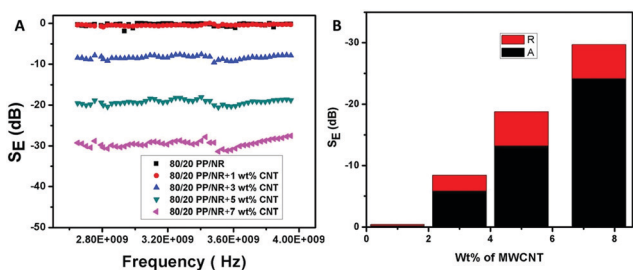 A
0
-10
-20
-30
-40
-50
S_E (dB)
80/20 PP/NR
80/20 PP/NR+1 wt% CNT
80/20 PP/NR+3 wt% CNT
80/20 PP/NR+5 wt% CNT
80/20 PP/NR+7 wt% CNT
2.80E+009 3.20E+009 3.60E+009 4.00E+009
Frequency ( Hz)
B
R
A
-30
-20
-10
0
S_E (dB)
0 2 4 6 8
Wt% of MWCNT